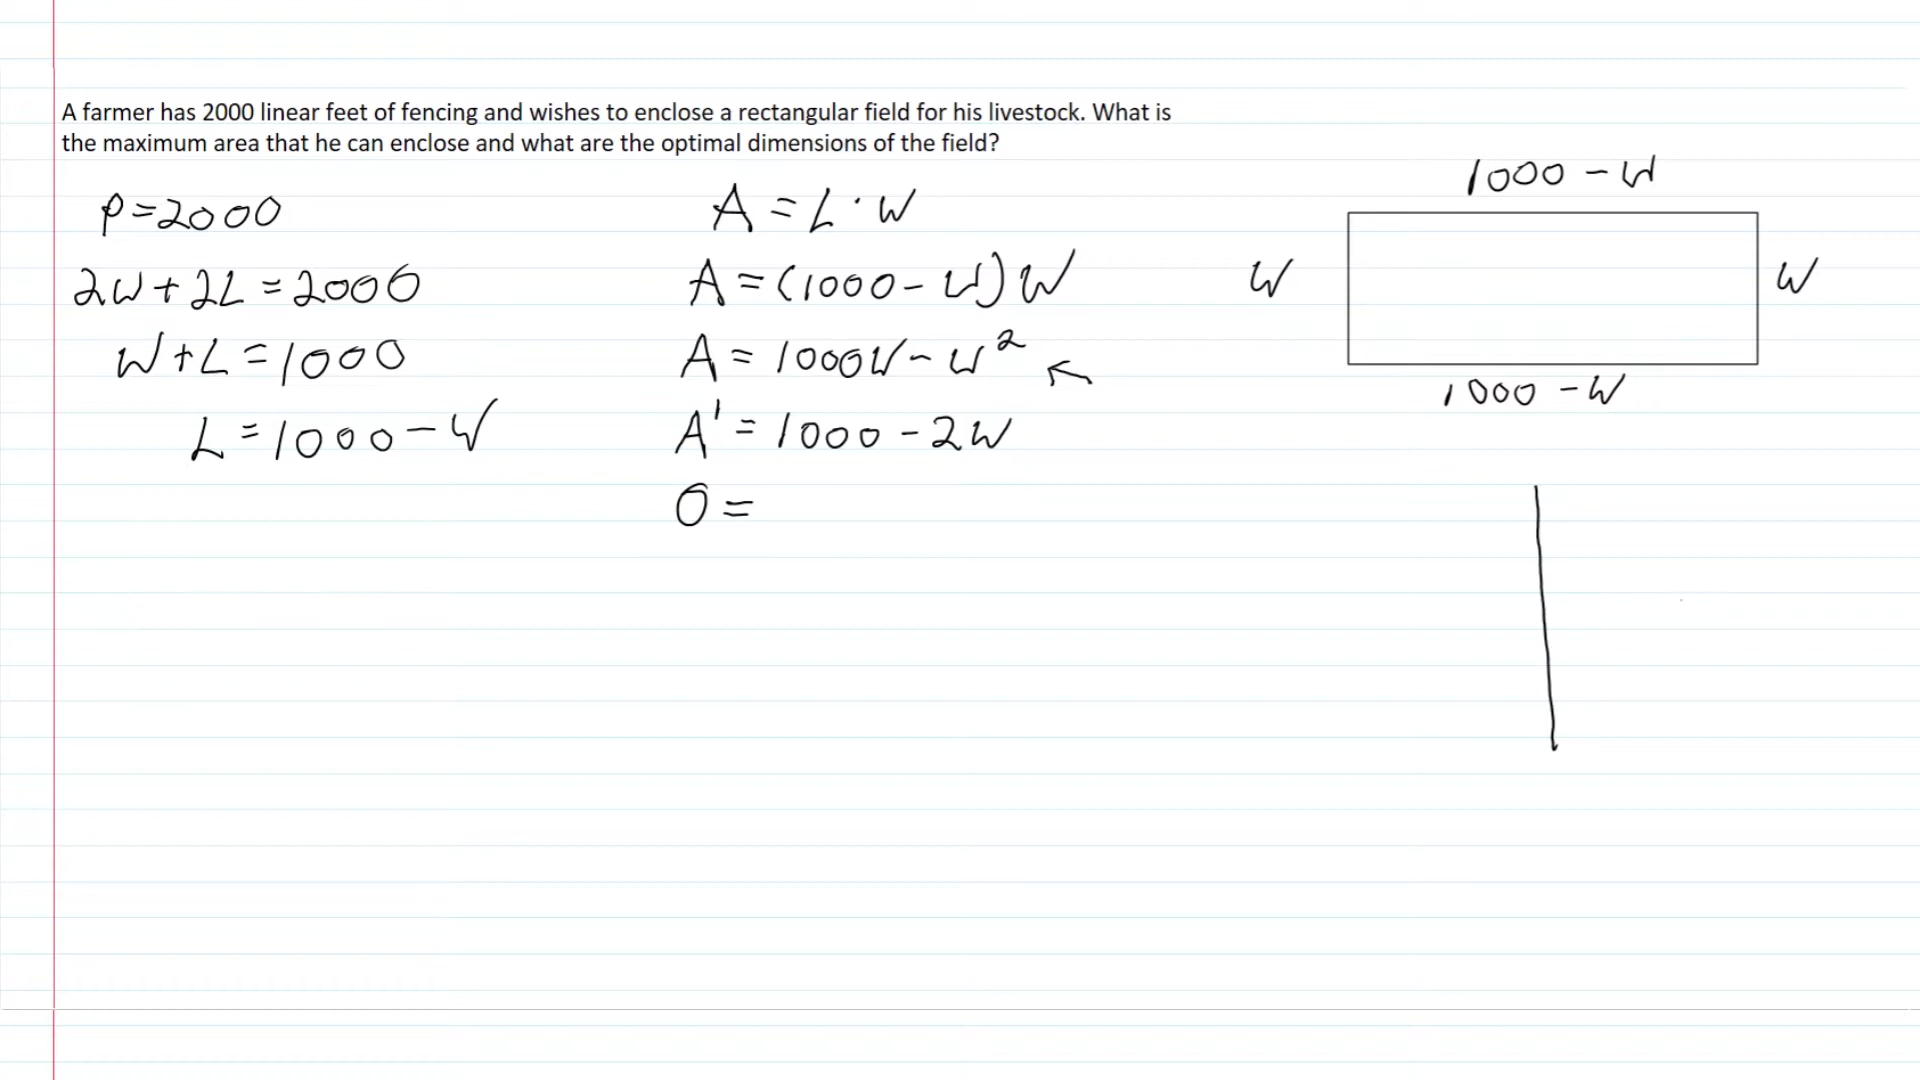 A farmer has 2000 linear feet of fencing and wishes to enclose a rectangular field for his livestock. What is
the maximum area that he can enclose and what are the optimal dimensions of the field?
P=2000
2W+2L=2000
W+L=1000
L=1000-W
A=L·W
A=(1000-W)W
A=1000W-W²
A'=1000-2W
0=
1000-W
W
W
1000-W